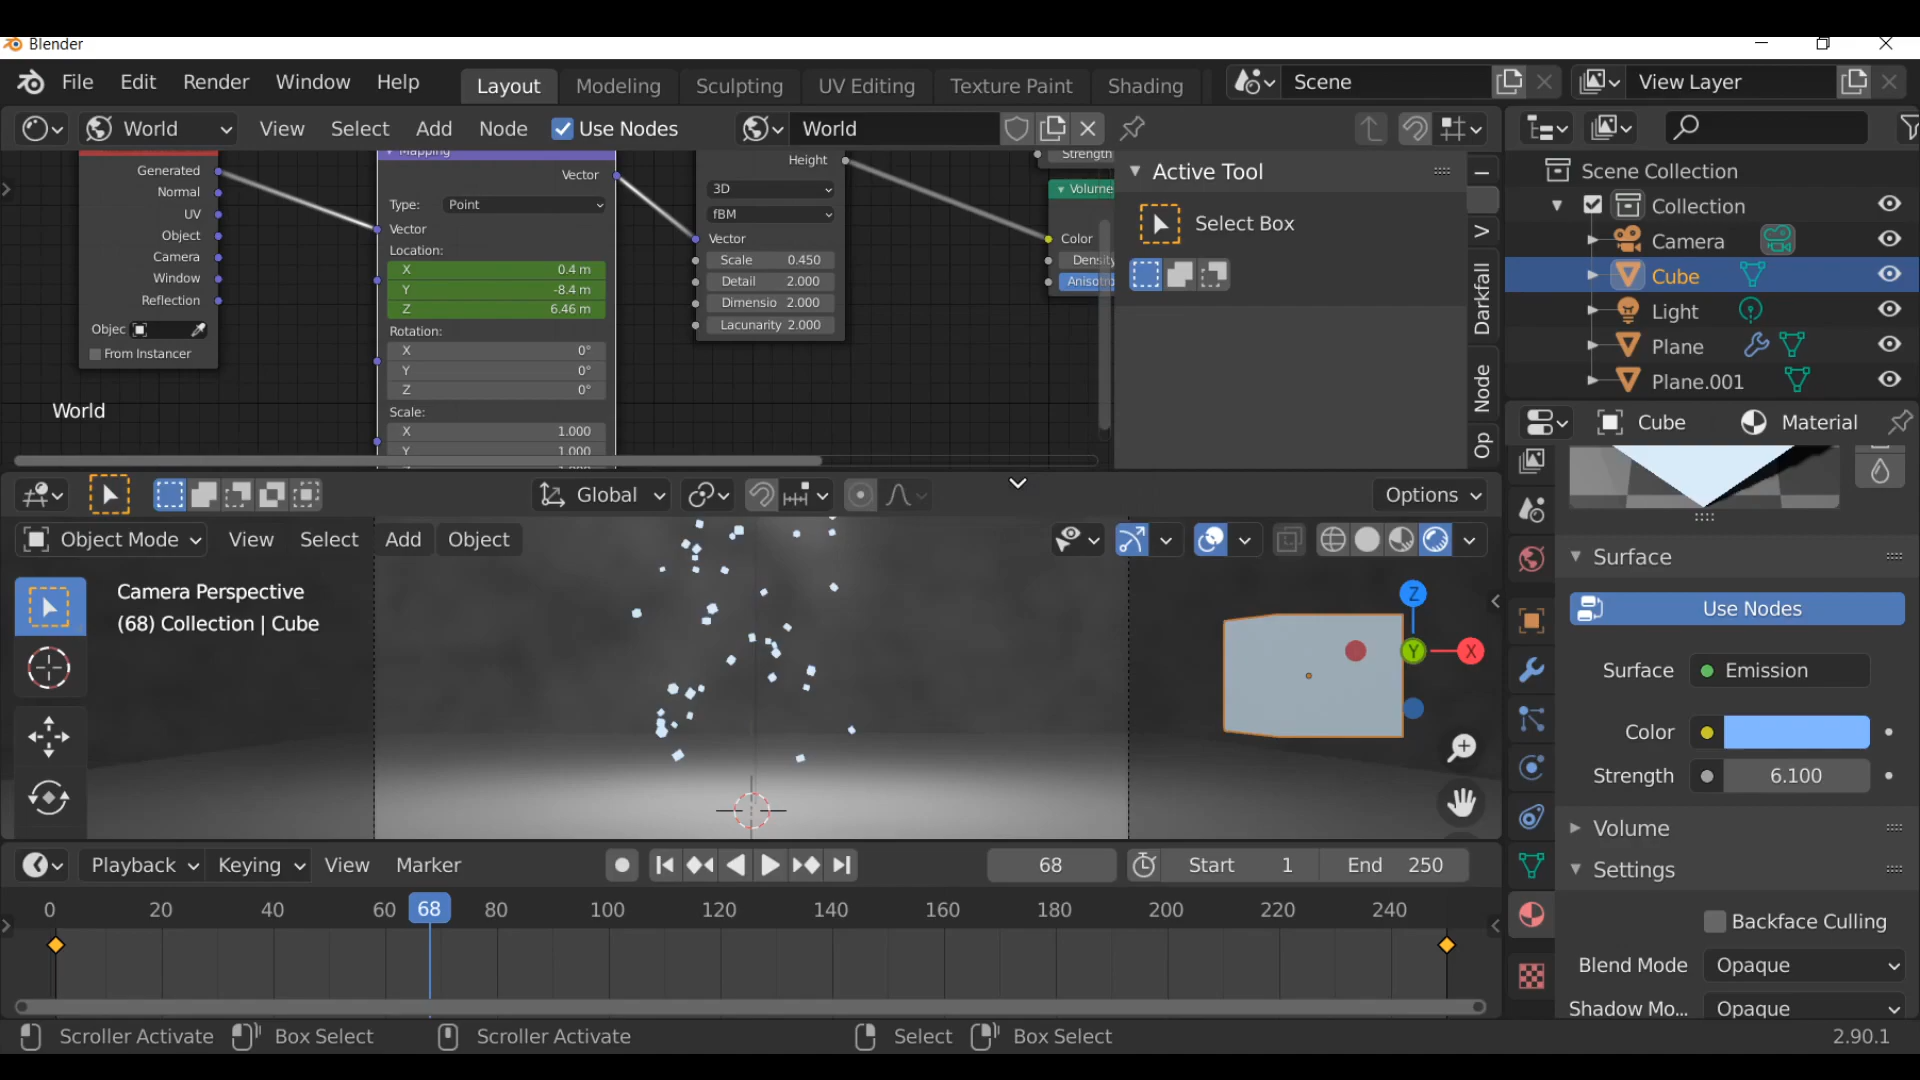 Blender
File Edit Render Window Help Layout Modeling Sculpting UV Editing Texture Paint Shading Scene View Layer
World View Select Add Node Use Nodes World
Mapping
Generated
Normal
UV
Object
Camera
Window
Reflection
Objec
From Instancer
World
Vector
Type: Point
Vector
Location:
X 0.4 m
Y -8.4 m
Z 6.46 m
Rotation:
X 0°
Y 0°
Z 0°
Scale:
X 1.000
Y 1.000
Height
3D
fBM
Vector
Scale 0.450
Detail 2.000
Dimensio 2.000
Lacunarity 2.000
Strength
Volume
Color
Density
Anisotro
Active Tool
Select Box
Darkfall
Node
Op
Scene Collection
Collection
Camera
Cube
Light
Plane
Plane.001
Cube Material
Surface
Use Nodes
Surface Emission
Color
Strength 6.100
Volume
Settings
Backface Culling
Blend Mode Opaque
Shadow Mo... Opaque
Global Options
Object Mode View Select Add Object
Camera Perspective
(68) Collection | Cube
Z
Y
X
Playback Keying View Marker 68 Start 1 End 250
0 20 40 60 68 80 100 120 140 160 180 200 220 240
Scroller Activate Box Select Scroller Activate Select Box Select 2.90.1